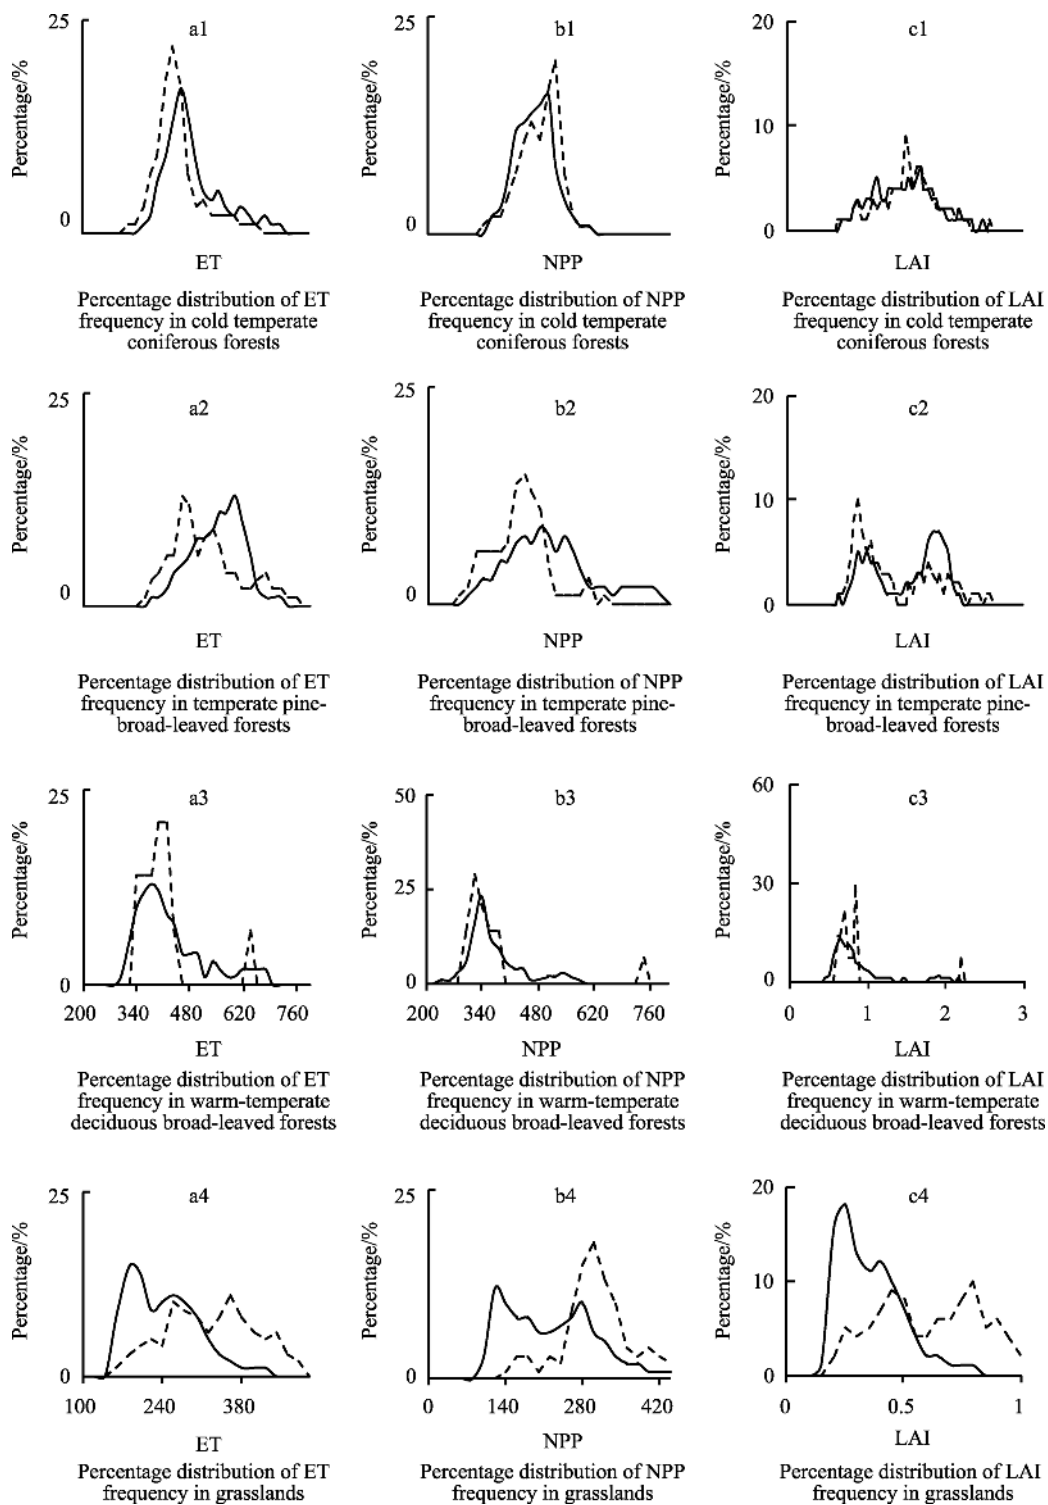 25
a1
Percentage/%
0
ET
Percentage distribution of ET
frequency in cold temperate
coniferous forests
25
b1
Percentage/%
0
NPP
Percentage distribution of NPP
frequency in cold temperate
coniferous forests
20
c1
Percentage/%
10
0
LAI
Percentage distribution of LAI
frequency in cold temperate
coniferous forests
25
a2
Percentage/%
0
ET
Percentage distribution of ET
frequency in temperate pine-
broad-leaved forests
25
b2
Percentage/%
0
NPP
Percentage distribution of NPP
frequency in temperate pine-
broad-leaved forests
20
c2
Percentage/%
10
0
LAI
Percentage distribution of LAI
frequency in temperate pine-
broad-leaved forests
25
a3
Percentage/%
0
200 340 480 620 760
ET
Percentage distribution of ET
frequency in warm-temperate
deciduous broad-leaved forests
50
b3
Percentage/%
25
0
200 340 480 620 760
NPP
Percentage distribution of NPP
frequency in warm-temperate
deciduous broad-leaved forests
60
c3
Percentage/%
30
0
0 1 2 3
LAI
Percentage distribution of LAI
frequency in warm-temperate
deciduous broad-leaved forests
25
a4
Percentage/%
0
100 240 380
ET
Percentage distribution of ET
frequency in grasslands
25
b4
Percentage/%
0
0 140 280 420
NPP
Percentage distribution of NPP
frequency in grasslands
20
c4
Percentage/%
10
0
0 0.5 1
LAI
Percentage distribution of LAI
frequency in grasslands